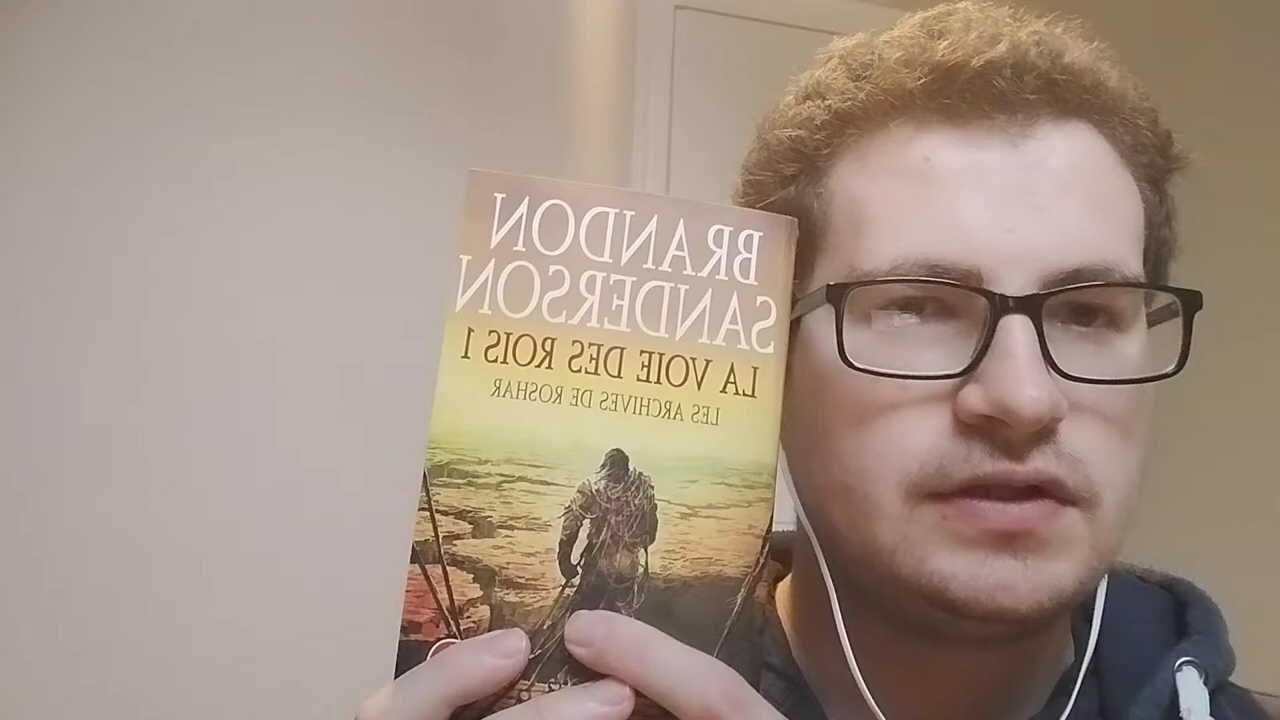 BRANDON
SANDERSON
LA VOIE DES ROIS 1
LES ARCHIVES DE ROSHAR